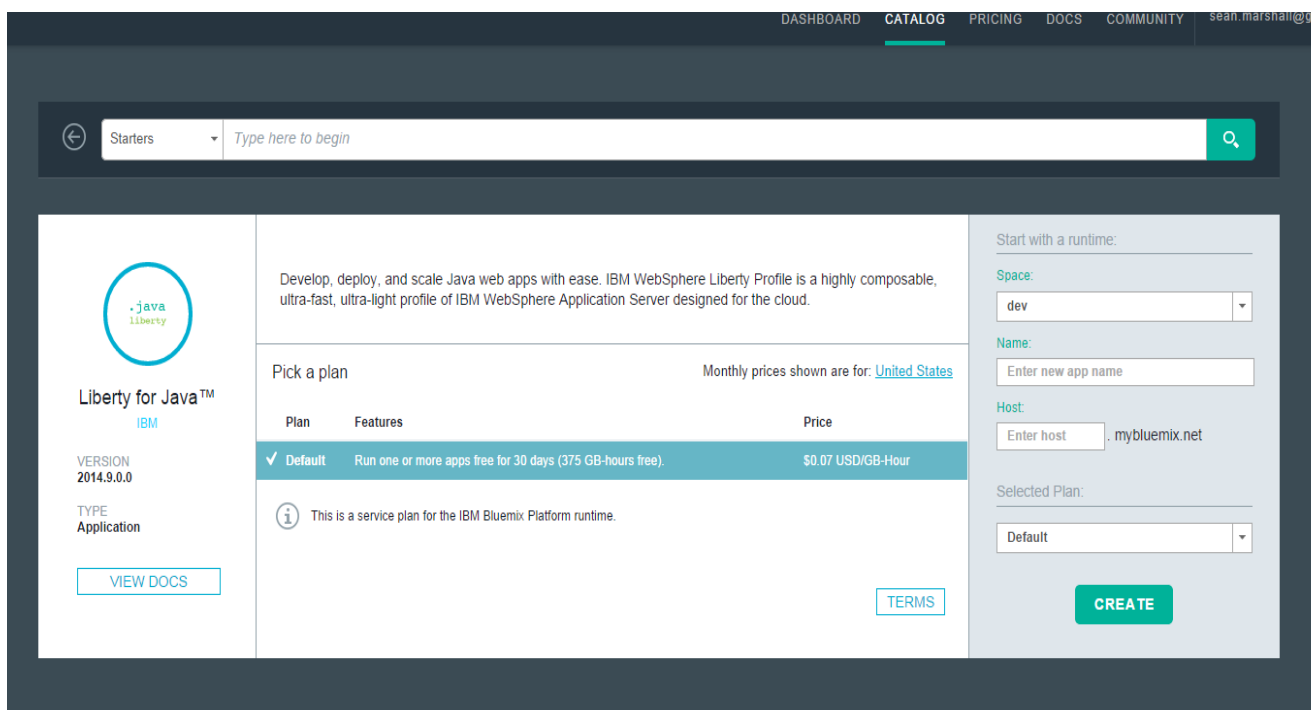 DASHBOARD CATALOG PRICING DOCS COMMUNITY sean.marshall@g
Starters Type here to begin
.java
liberty
Liberty for Java™
IBM
VERSION
2014.9.0.0
TYPE
Application
VIEW DOCS
Develop, deploy, and scale Java web apps with ease. IBM WebSphere Liberty Profile is a highly composable,
ultra-fast, ultra-light profile of IBM WebSphere Application Server designed for the cloud.
Pick a plan Monthly prices shown are for: United States
Plan Features Price
Default Run one or more apps free for 30 days (375 GB-hours free). $0.07 USD/GB-Hour
This is a service plan for the IBM Bluemix Platform runtime.
TERMS
Start with a runtime:
Space:
dev
Name:
Enter new app name
Host:
Enter host . mybluemix.net
Selected Plan:
Default
CREATE